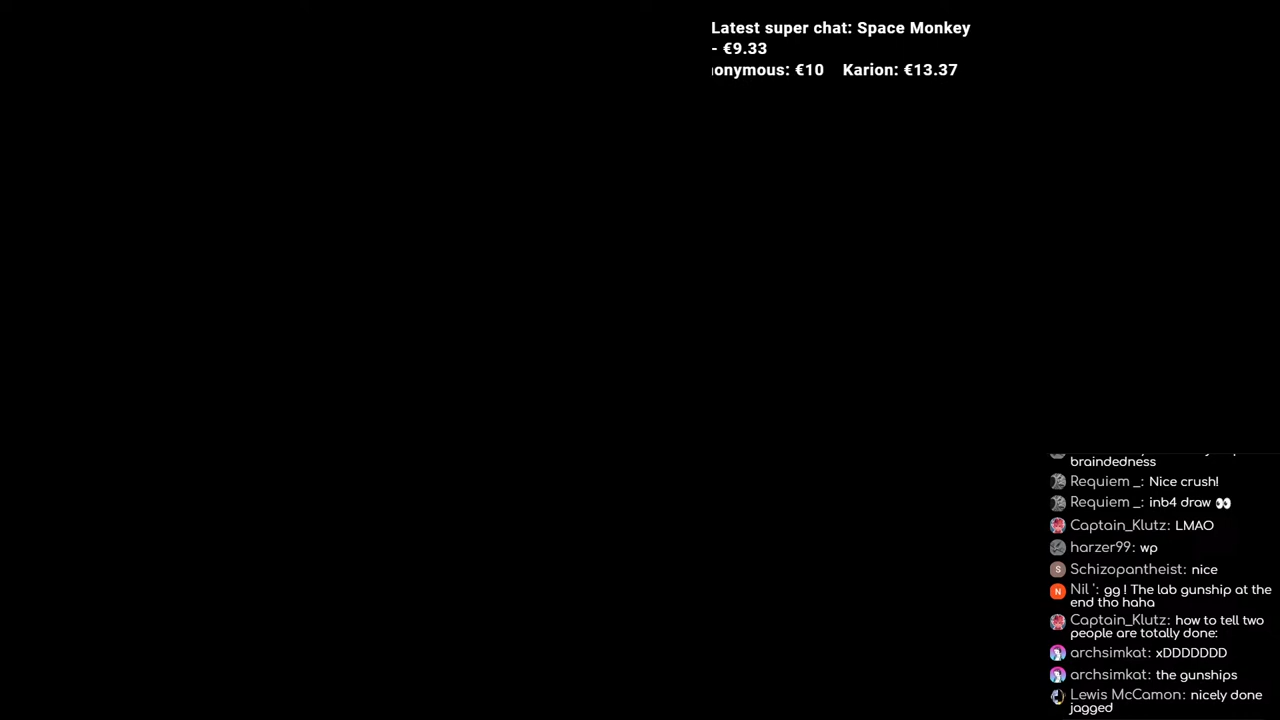 Latest super chat: Space Monkey
- €9.33
onymous: €10 Karion: €13.37
braindedness
Requiem _: Nice crush!
Requiem _: inb4 draw 👀
Captain_Klutz: LMAO
harzer99: wp
S Schizopantheist: nice
N Nil ': gg ! The lab gunship at the
end tho haha
Captain_Klutz: how to tell two
people are totally done:
archsimkat: xDDDDDDD
archsimkat: the gunships
Lewis McCamon: nicely done
jagged